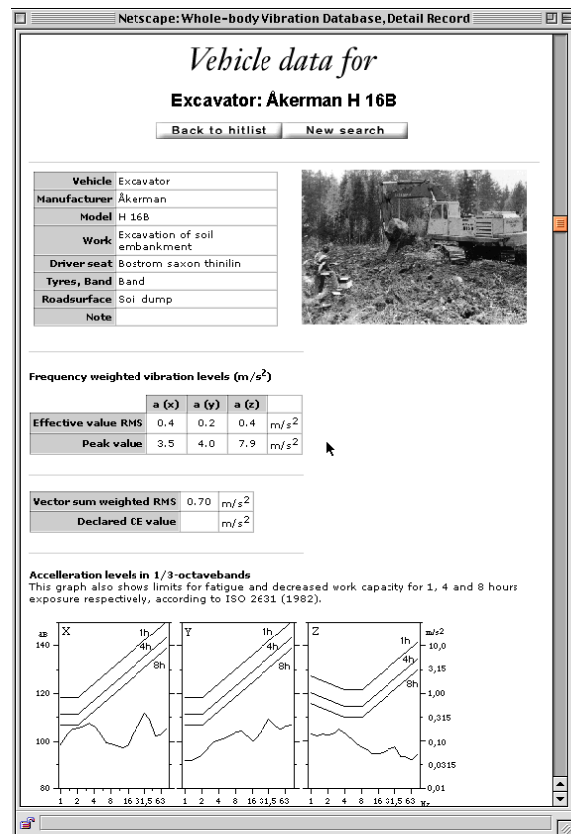 Netscape: Whole-body Vibration Database, Detail Record
Vehicle data for
Excavator: Åkerman H 16B
Back to hitlist New search
Vehicle Excavator
Manufacturer Åkerman
Model H 16B
Work Excavation of soil
embankment
Driver seat Bostrom saxon thinilin
Tyres, Band Band
Roadsurface Soi dump
Note
Frequency weighted vibration levels (m/s²)
a (x) a (y) a (z)
Effective value RMS 0.4 0.2 0.4 m/s²
Peak value 3.5 4.0 7.9 m/s²
Vector sum weighted RMS 0.70 m/s²
Declared CE value m/s²
Accelleration levels in 1/3-octavebands
This graph also shows limits for fatigue and decreased work capacity for 1, 4 and 8 hours
exposure respectively, according to ISO 2631 (1982).
dB X 1h 4h 8h Y 1h 4h 8h Z 1h 4h 8h m/s2
140 10,0
3,15
120 1,00
0,315
100 0,10
0,0315
80 0,01
1 2 4 8 16 31,5 63 1 2 4 8 16 31,5 63 1 2 4 8 16 31,5 63 Hz